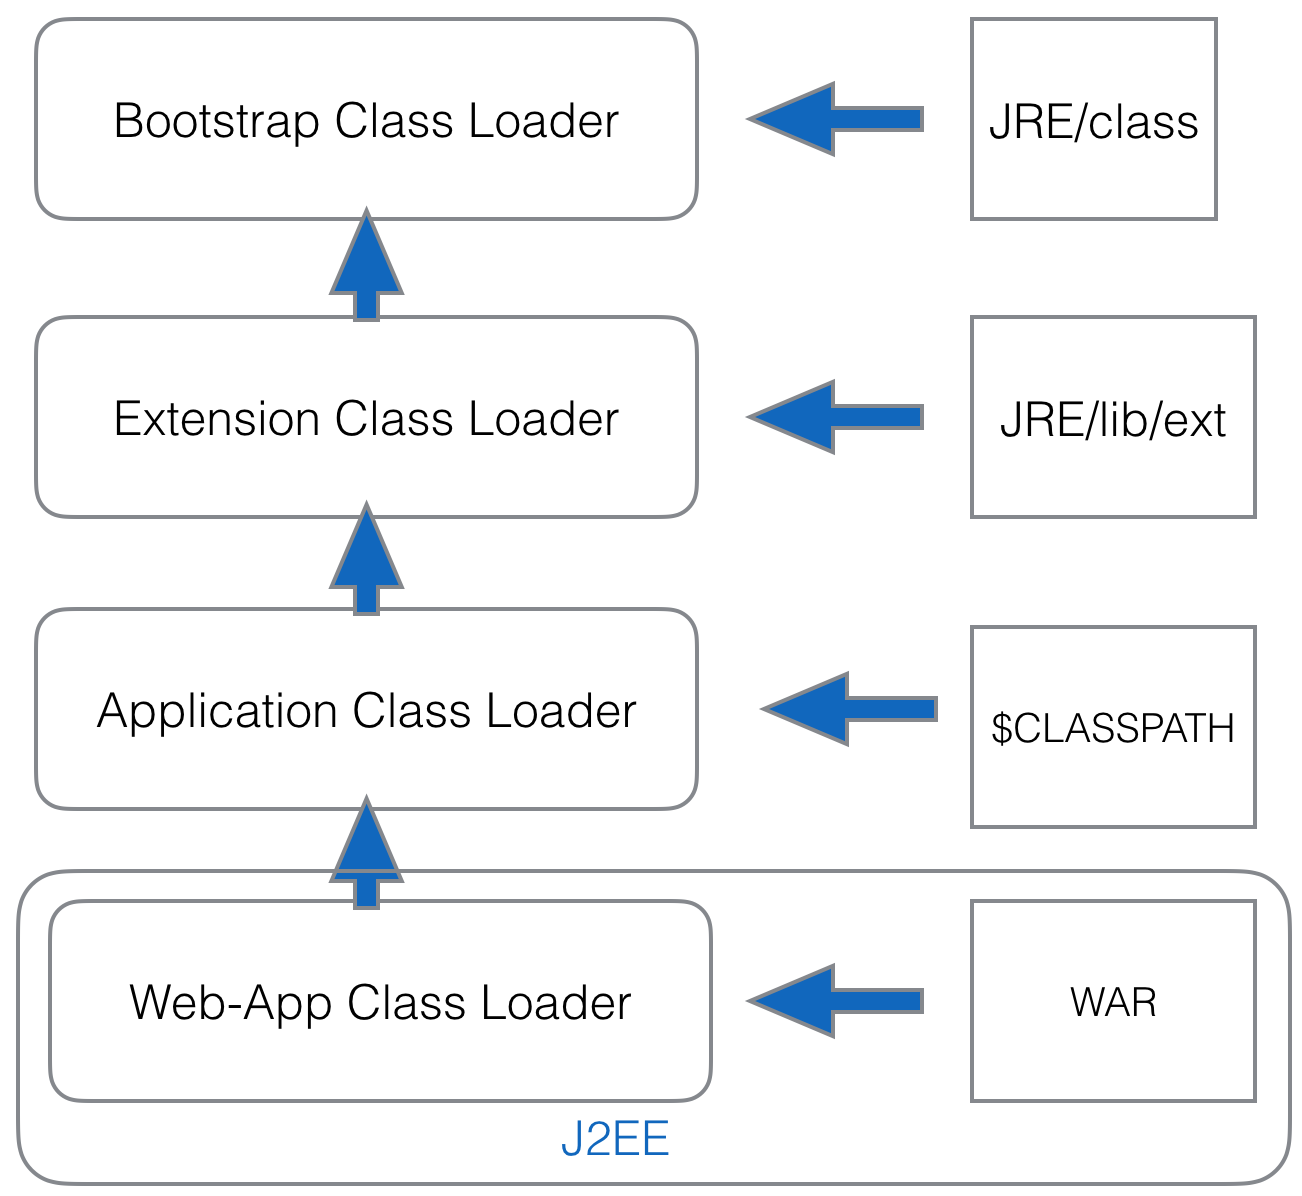 Bootstrap Class Loader
JRE/class
Extension Class Loader
JRE/lib/ext
Application Class Loader
$CLASSPATH
Web-App Class Loader
WAR
J2EE